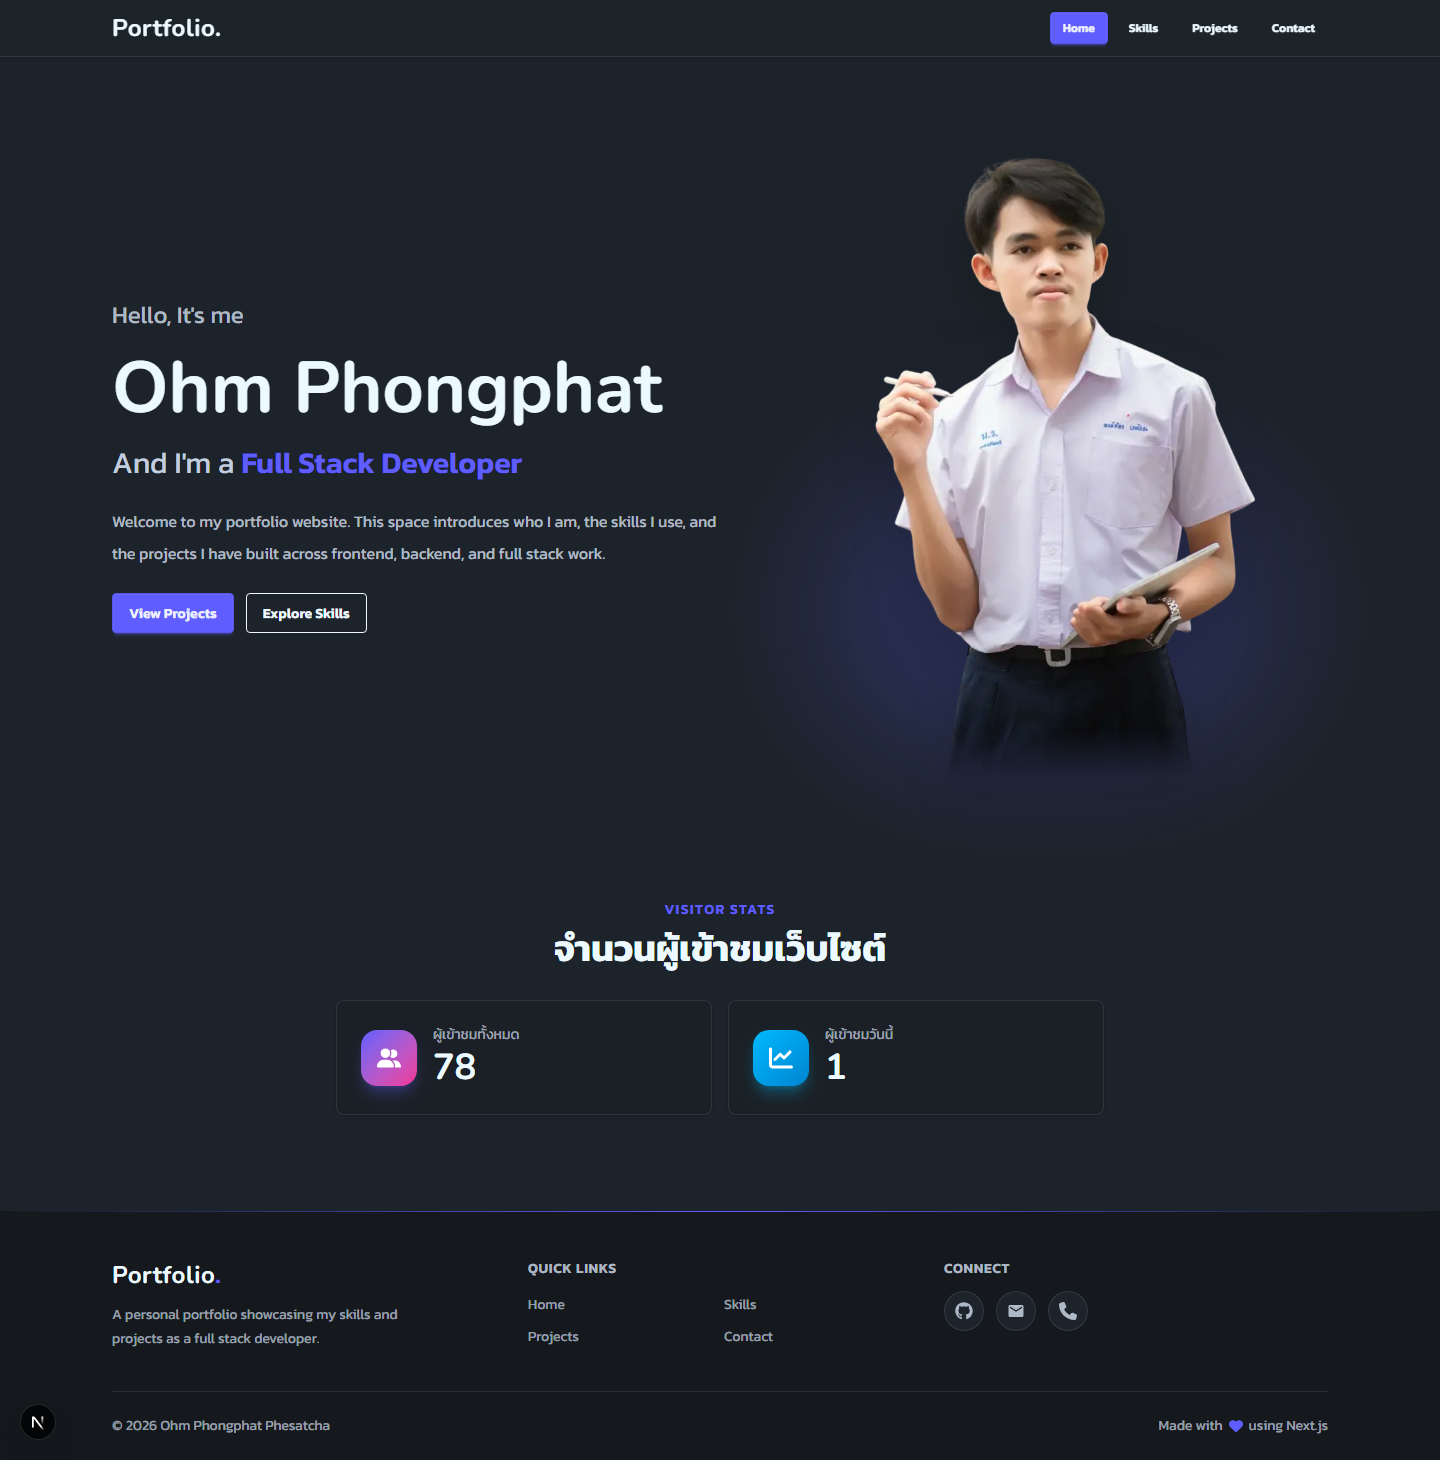 Portfolio.
Home
Skills
Projects
Contact
Hello, It's me
Ohm Phongphat
And I'm a Full Stack Developer
Welcome to my portfolio website. This space introduces who I am, the skills I use, and
the projects I have built across frontend, backend, and full stack work.
View Projects
Explore Skills
VISITOR STATS
จำนวนผู้เข้าชมเว็บไซต์
ผู้เข้าชมทั้งหมด
78
ผู้เข้าชมวันนี้
1
Portfolio.
A personal portfolio showcasing my skills and
projects as a full stack developer.
QUICK LINKS
Home
Skills
Projects
Contact
CONNECT
© 2026 Ohm Phongphat Phesatcha
Made with
using Next.js